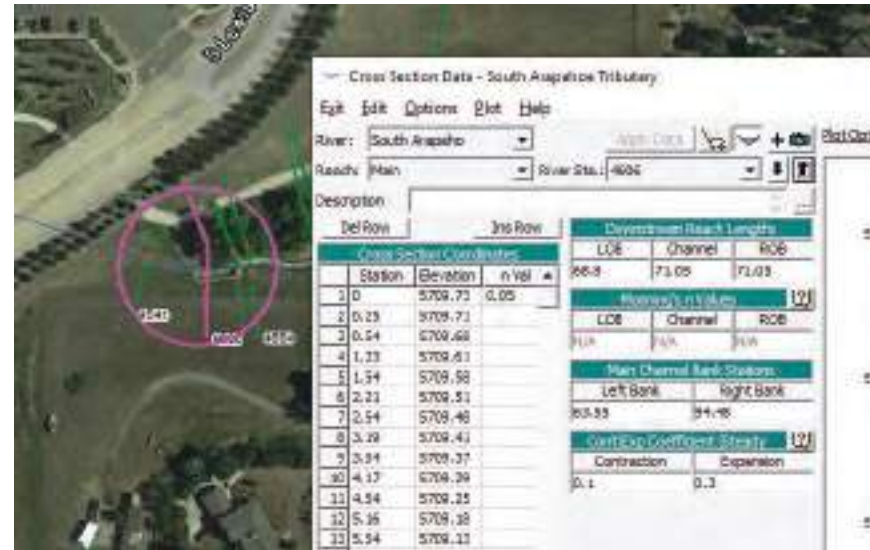 Cross Section Data - South Arapahoe Tributary
Exit Edit Options Plot Help
River: South Arapaho
Apply Data
Reach: Main River Sta.: 4606
Description
Del Row Ins Row
Cross Section Coordinates
Station Elevation n Val
1 0 5709.73 0.05
2 0.23 5709.71
3 0.54 5709.68
4 1.23 5709.61
5 1.54 5709.58
6 2.21 5709.51
7 2.54 5709.48
8 3.19 5709.41
9 3.54 5709.37
10 4.17 5709.29
11 4.54 5709.25
12 5.16 5709.18
13 5.54 5709.13
Downstream Reach Lengths
LOB Channel ROB
68.8 71.05 71.05
Manning's n Values [?]
LOB Channel ROB
N/A N/A N/A
Main Channel Bank Stations
Left Bank Right Bank
94.48
Cont\Exp Coefficient (Steady) [?]
Contraction Expansion
0.1 0.3